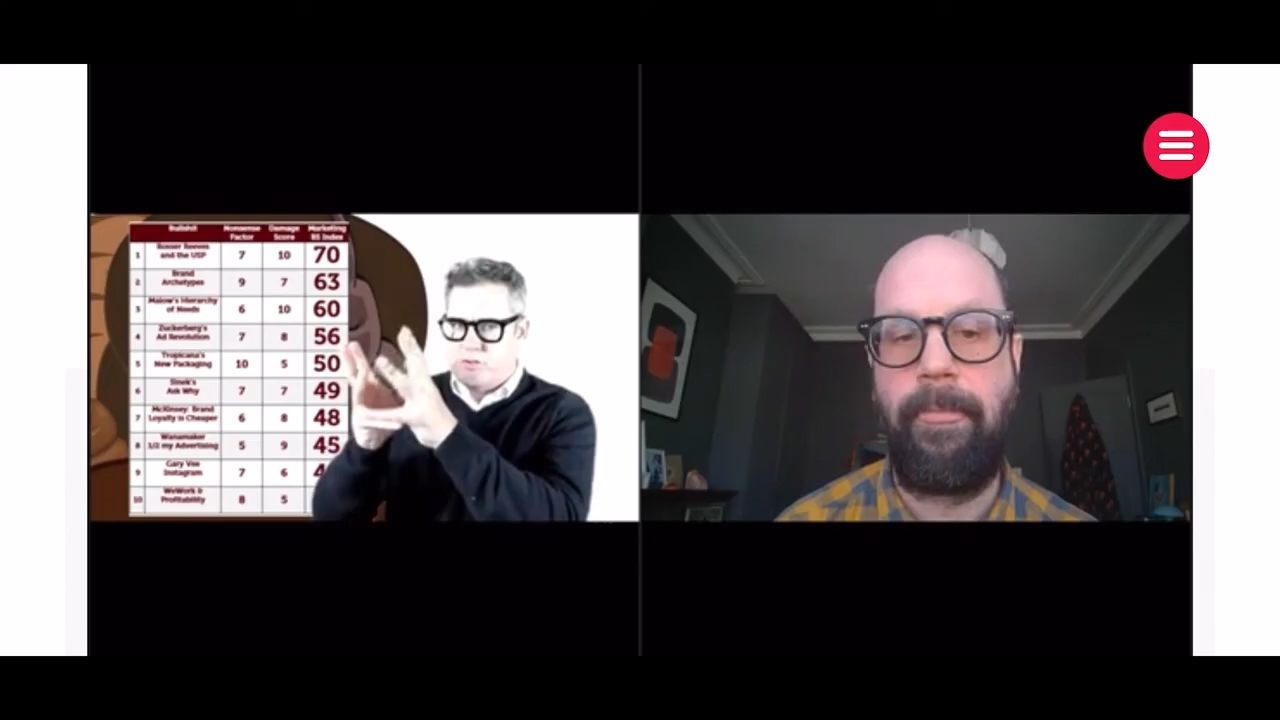 Bullshit Nonsense Damage Marketing
Factor Score BS Index
Rosser Reeves
1 and the USP 7 10 70
Brand
2 Archetypes 9 7 63
Malow's Hierarchy
3 of Needs 6 10 60
Zuckerberg's
4 Ad Revolution 7 8 56
Tropicana's
5 New Packaging 10 5 50
Sinek's
6 Ask Why 7 7 49
McKinsey: Brand
7 Loyalty is Cheaper 6 8 48
Wanamaker
8 1/2 my Advertising 5 9 45
Gary Vee
9 Instagram 7 6
WeWork &
10 Profitability 8 5